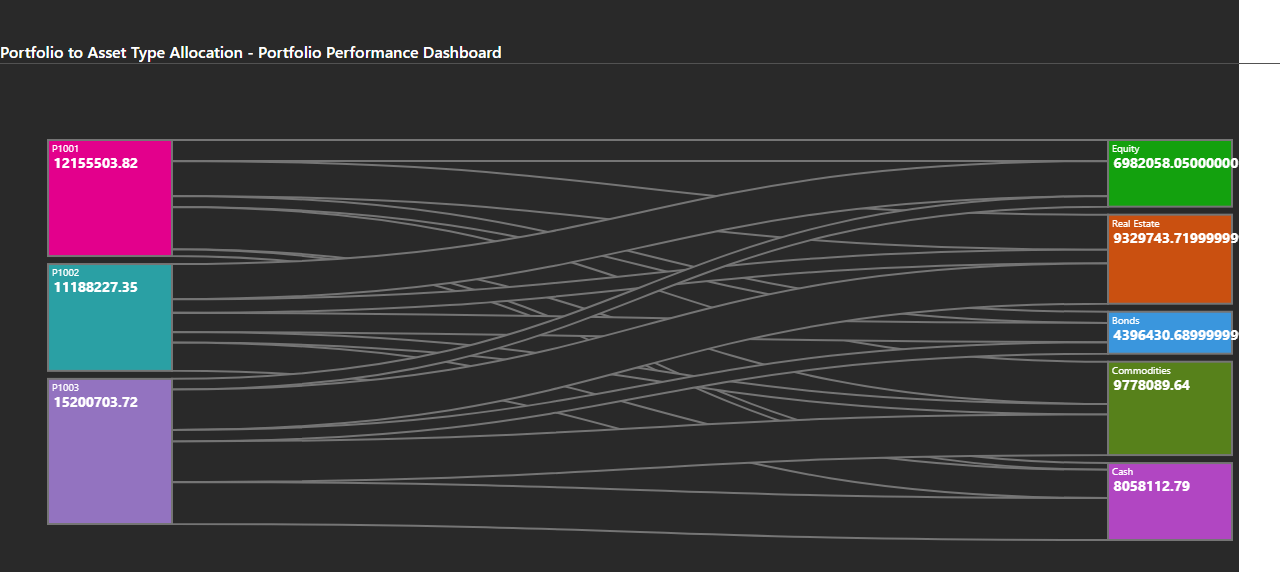 Portfolio to Asset Type Allocation - Portfolio Performance Dashboard
P1001
12155503.82
Equity
6982058.05000000
Real Estate
9329743.719999999
P1002
11188227.35
Bonds
4396430.68999999
Commodities
9778089.64
P1003
15200703.72
Cash
8058112.79